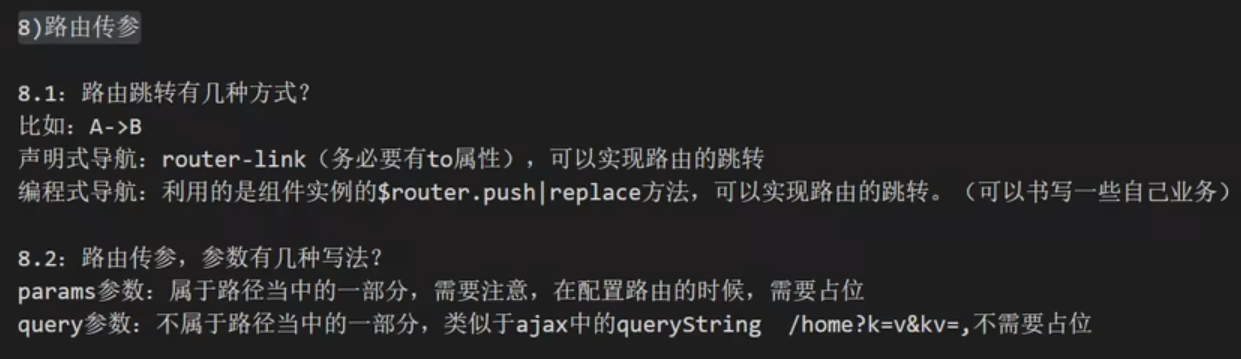 8)路由传参
8.1: 路由跳转有几种方式?
比如: A->B
声明式导航: router-link (务必要有to属性), 可以实现路由的跳转
编程式导航: 利用的是组件实例的$router.push|replace方法, 可以实现路由的跳转。(可以书写一些自己业务)
8.2: 路由传参, 参数有几种写法?
params参数: 属于路径当中的一部分, 需要注意, 在配置路由的时候, 需要占位
query参数: 不属于路径当中的一部分, 类似于ajax中的queryString  /home?k=v&kv=,不需要占位